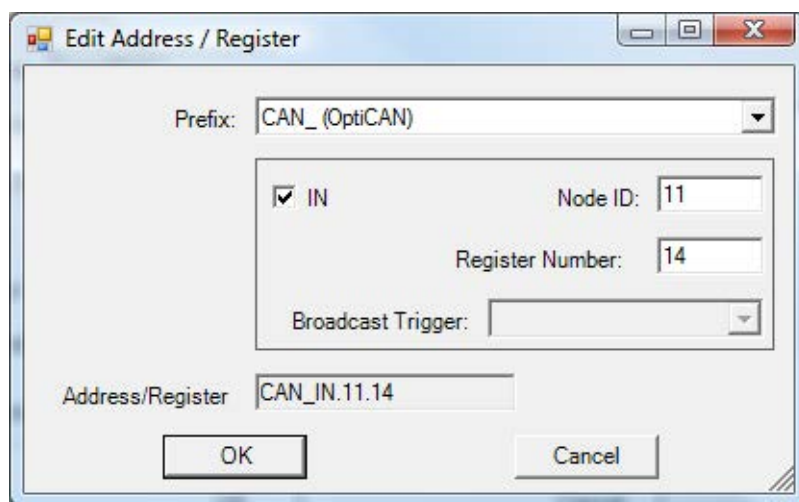 Edit Address / Register
Prefix: CAN_ (OptiCAN)
IN Node ID: 11
Register Number: 14
Broadcast Trigger:
Address/Register CAN_IN.11.14
OK Cancel